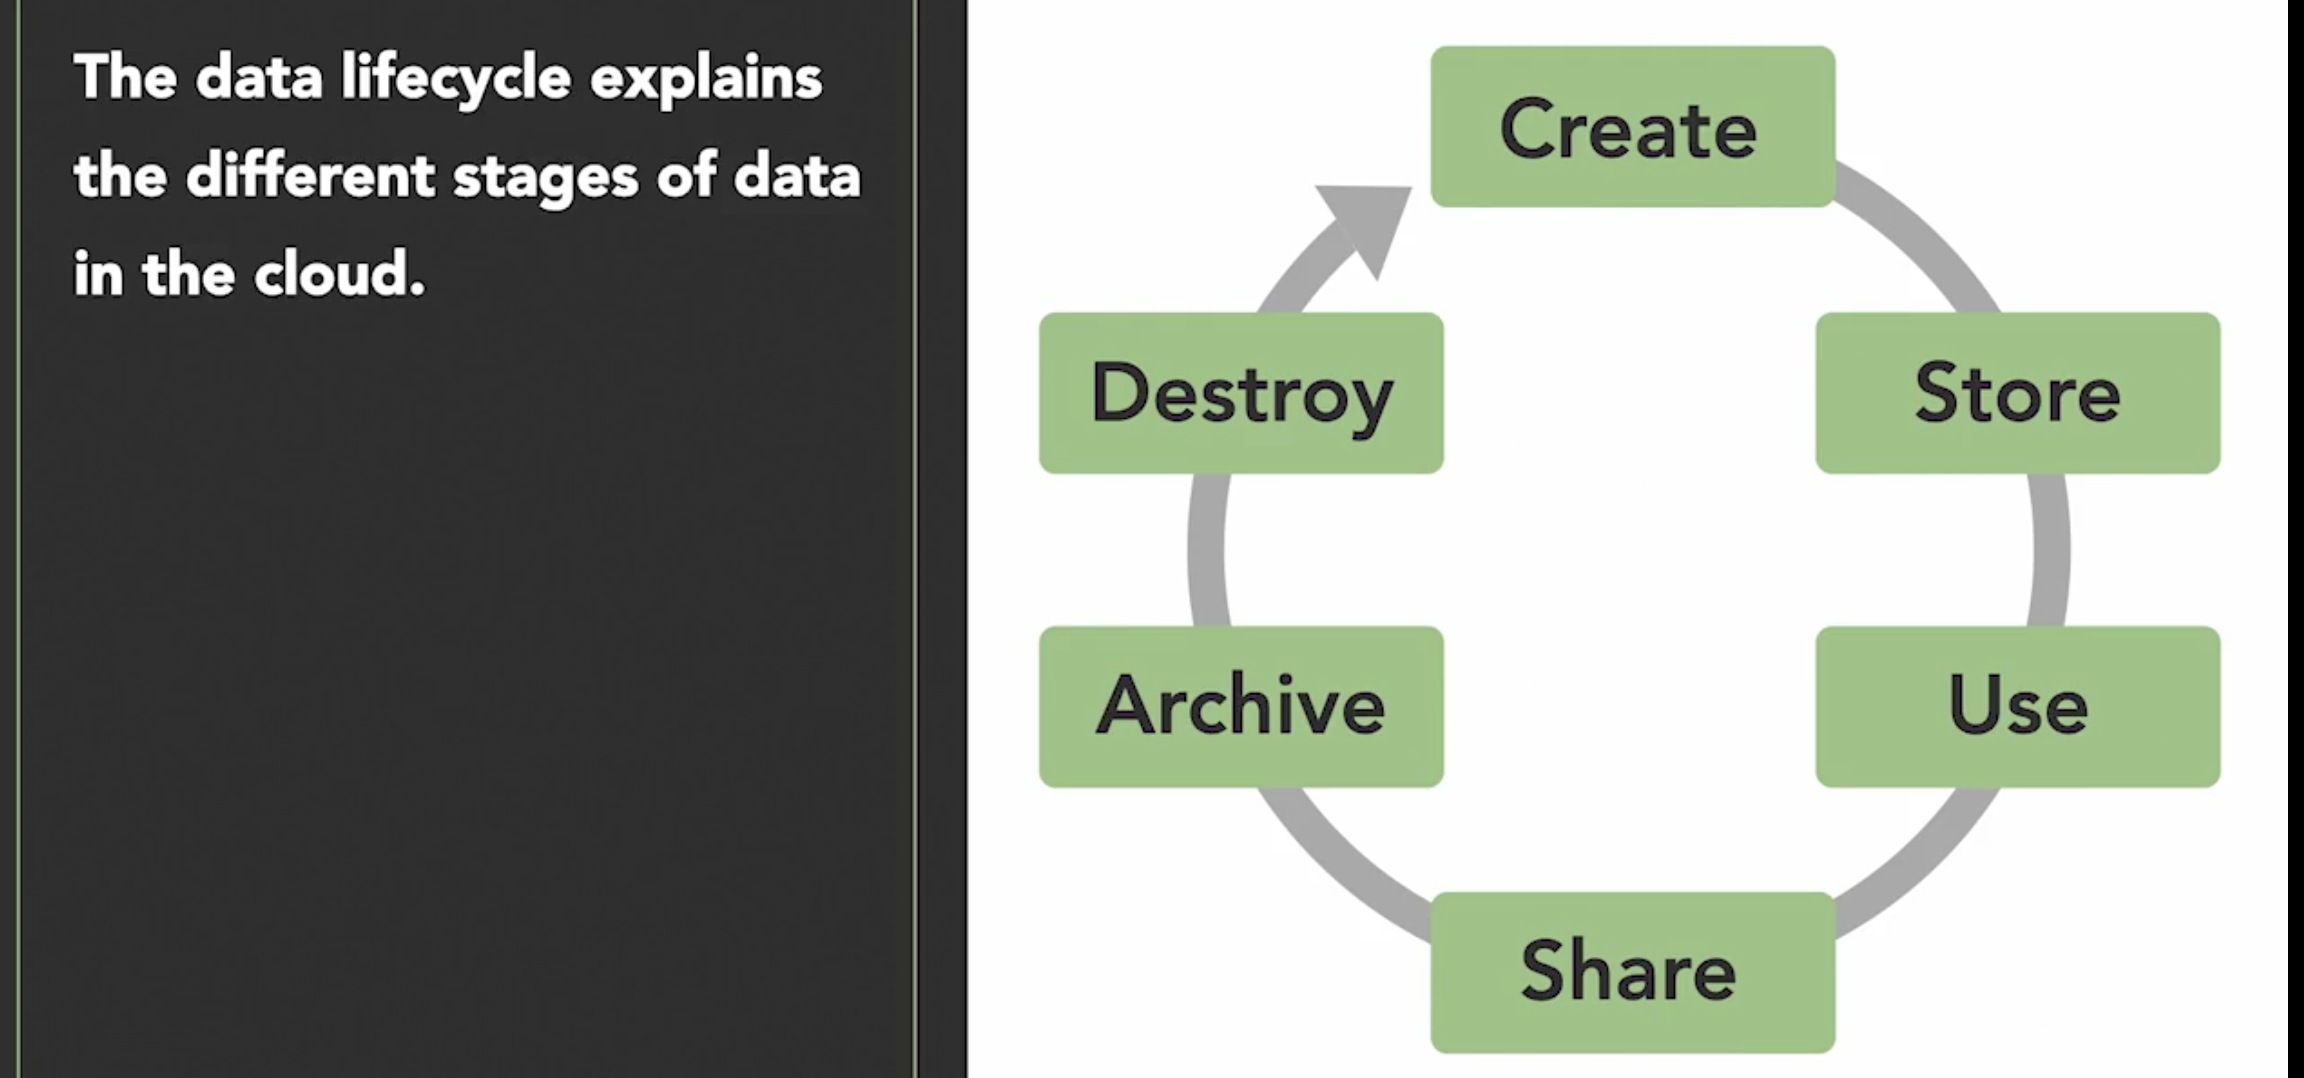 The data lifecycle explains
the different stages of data
in the cloud.
Create
Store
Use
Share
Archive
Destroy